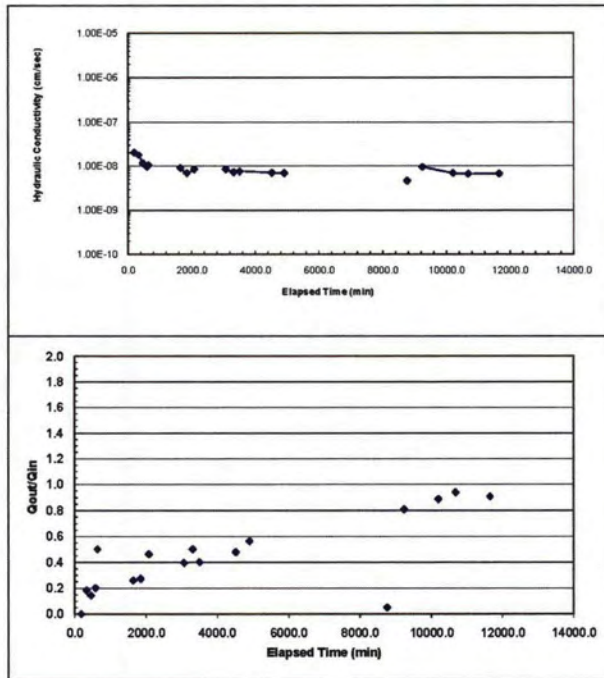 1.00E-05
1.00E-06
1.00E-07
1.00E-08
1.00E-09
1.00E-10
Hydraulic Conductivity (cm/sec)
0.0 2000.0 4000.0 6000.0 8000.0 10000.0 12000.0 14000.0
Elapsed Time (min)
2.0
1.8
1.6
1.4
1.2
1.0
0.8
0.6
0.4
0.2
0.0
Qout/Qin
0.0 2000.0 4000.0 6000.0 8000.0 10000.0 12000.0 14000.0
Elapsed Time (min)